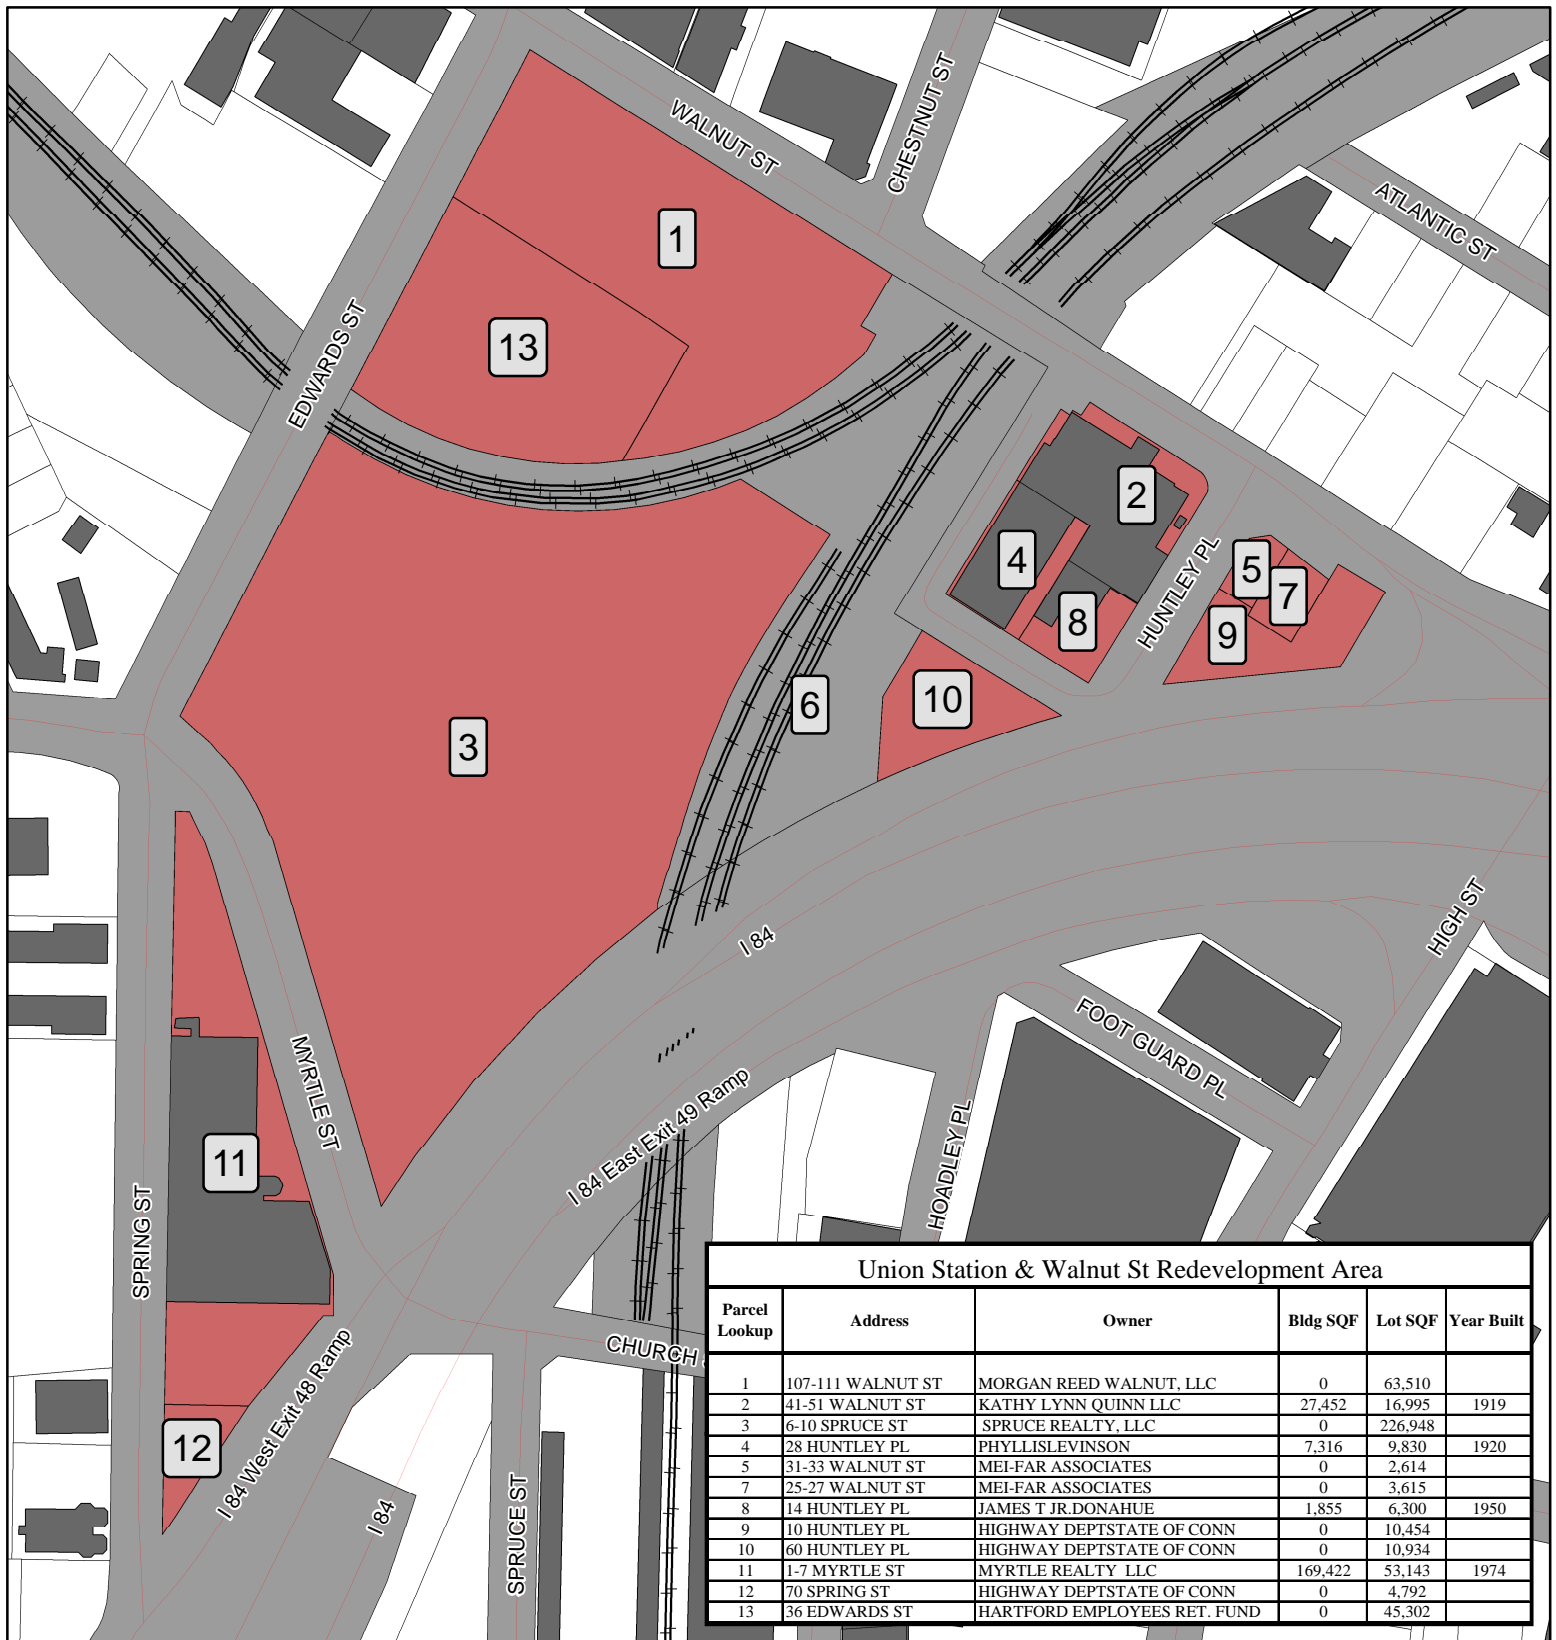 WALNUT ST
CHESTNUT ST
ATLANTIC ST
1
13
EDWARDS ST
2
4
5
7
8
9
HUNTLEY PL
6
10
3
I 84
HIGH ST
FOOT GUARD PL
MYRTLE ST
I 84 East Exit 49 Ramp
HOADLEY PL
11
SPRING ST
CHURCH
I 84 West Exit 48 Ramp
12
I 84
SPRUCE ST
Union Station & Walnut St Redevelopment Area
Parcel Lookup Address Owner Bldg SQF Lot SQF Year Built
1 107-111 WALNUT ST MORGAN REED WALNUT, LLC 0 63,510
2 41-51 WALNUT ST KATHY LYNN QUINN LLC 27,452 16,995 1919
3 6-10 SPRUCE ST SPRUCE REALTY, LLC 0 226,948
4 28 HUNTLEY PL PHYLLISLEVINSON 7,316 9,830 1920
5 31-33 WALNUT ST MEI-FAR ASSOCIATES 0 2,614
7 25-27 WALNUT ST MEI-FAR ASSOCIATES 0 3,615
8 14 HUNTLEY PL JAMES T JR.DONAHUE 1,855 6,300 1950
9 10 HUNTLEY PL HIGHWAY DEPTSTATE OF CONN 0 10,454
10 60 HUNTLEY PL HIGHWAY DEPTSTATE OF CONN 0 10,934
11 1-7 MYRTLE ST MYRTLE REALTY LLC 169,422 53,143 1974
12 70 SPRING ST HIGHWAY DEPTSTATE OF CONN 0 4,792
13 36 EDWARDS ST HARTFORD EMPLOYEES RET. FUND 0 45,302